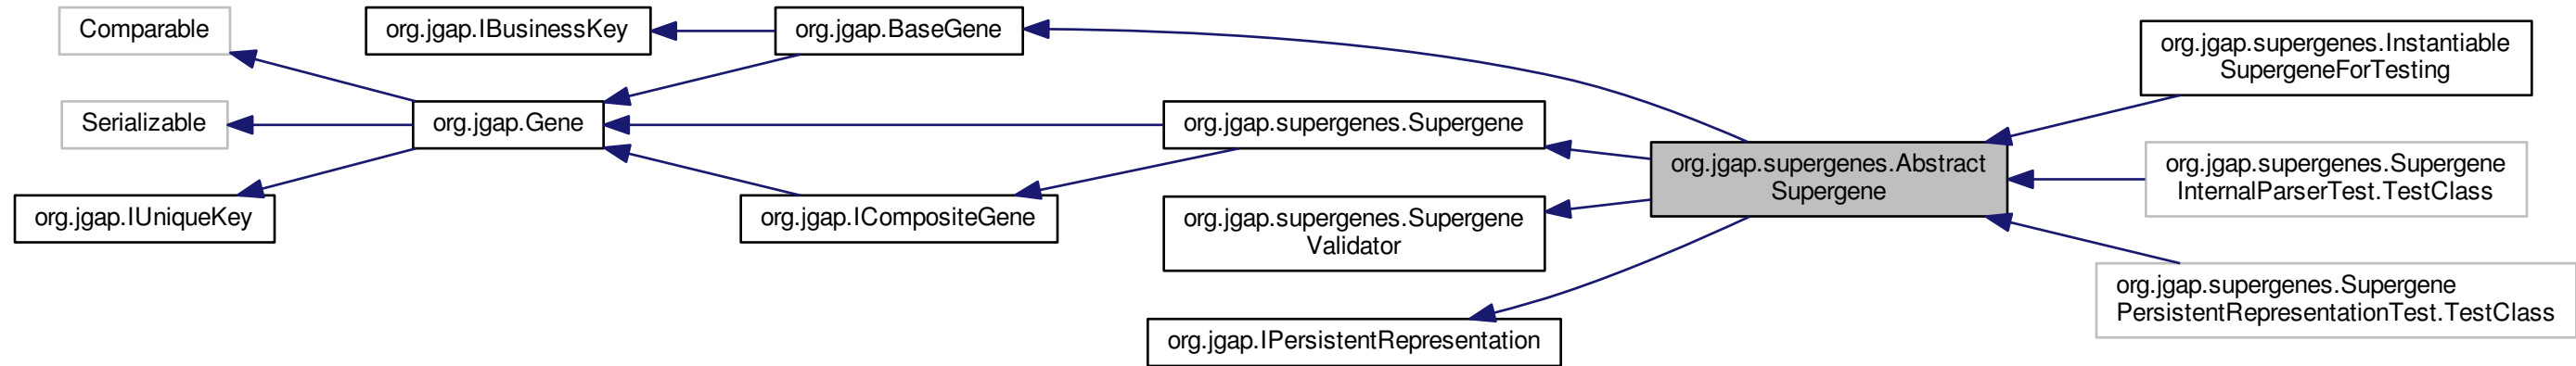 Comparable
Serializable
org.jgap.IUniqueKey
org.jgap.IBusinessKey
org.jgap.Gene
org.jgap.BaseGene
org.jgap.ICompositeGene
org.jgap.supergenes.Supergene
org.jgap.supergenes.Supergene
Validator
org.jgap.IPersistentRepresentation
org.jgap.supergenes.Abstract
Supergene
org.jgap.supergenes.Instantiable
SupergeneForTesting
org.jgap.supergenes.Supergene
InternalParserTest.TestClass
org.jgap.supergenes.Supergene
PersistentRepresentationTest.TestClass